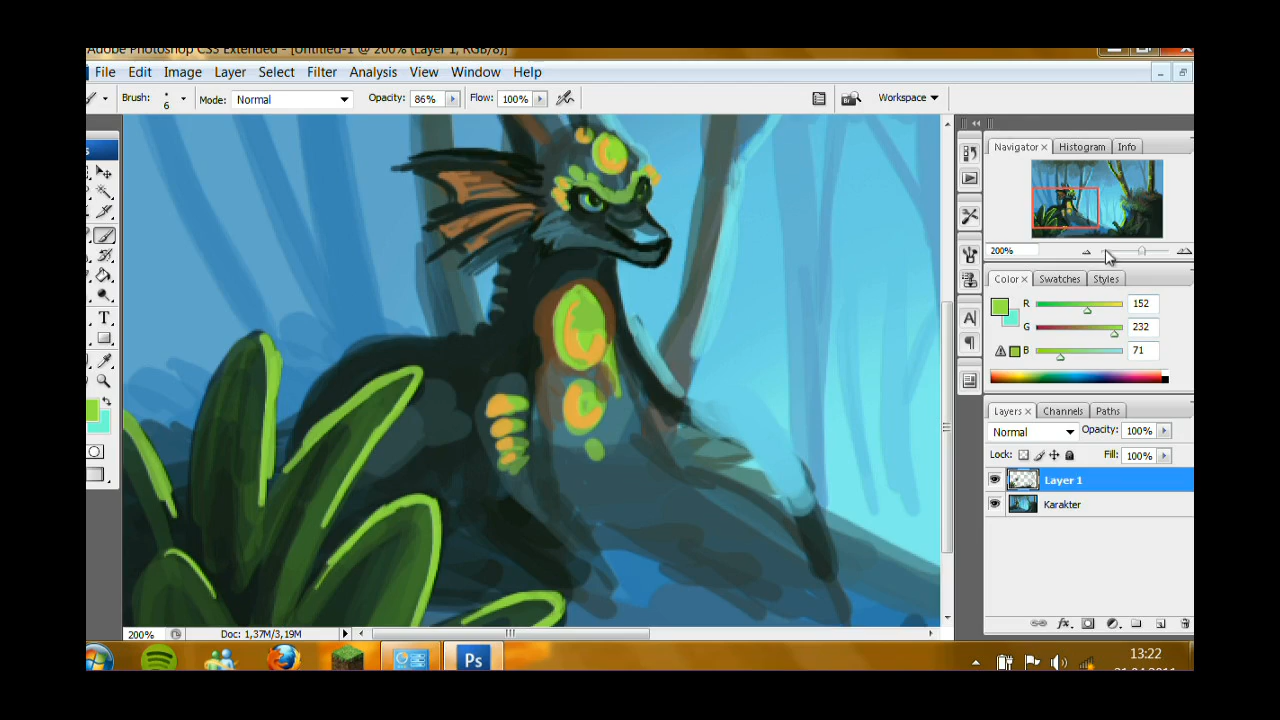 Adobe Photoshop CS3 Extended - [Untitled-1 @ 200% (Layer 1, RGB/8)]
File Edit Image Layer Select Filter Analysis View Window Help
Brush: 6 Mode: Normal Opacity: 86% Flow: 100% Workspace
Navigator × Histogram Info
200%
Color × Swatches Styles
R 152
G 232
B 71
Layers × Channels Paths
Normal Opacity: 100%
Lock: Fill: 100%
Layer 1
Karakter
200% Doc: 1,37M/3,19M
Ps 13:22